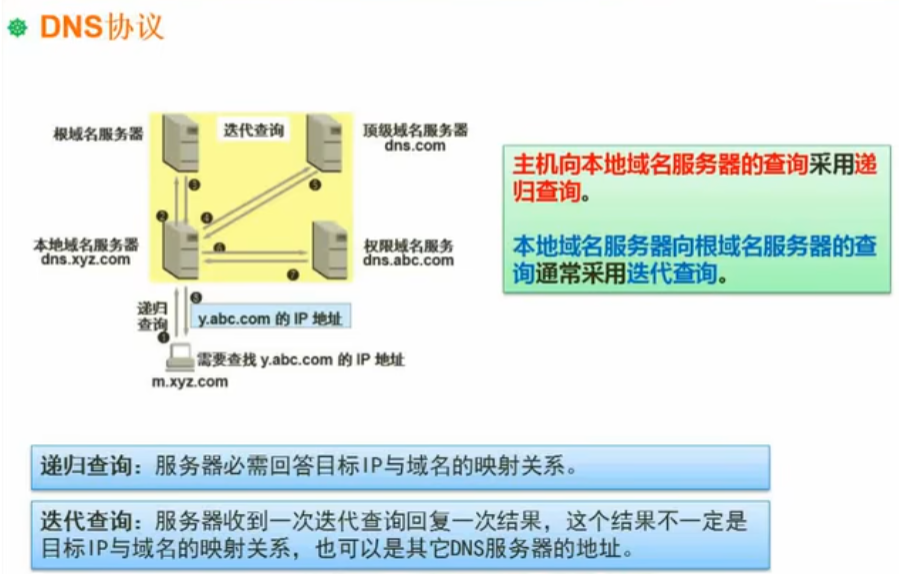 DNS协议
根域名服务器
迭代查询
顶级域名服务器
dns.com
❷
❸
❹
❺
本地域名服务器
dns.xyz.com
❻
❼
权限域名服务
dns.abc.com
递归
查询
❶
❽
y.abc.com 的 IP 地址
需要查找 y.abc.com 的 IP 地址
m.xyz.com
主机向本地域名服务器的查询采用递
归查询。
本地域名服务器向根域名服务器的查
询通常采用迭代查询。
递归查询：服务器必需回答目标IP与域名的映射关系。
迭代查询：服务器收到一次迭代查询回复一次结果，这个结果不一定是
目标IP与域名的映射关系，也可以是其它DNS服务器的地址。